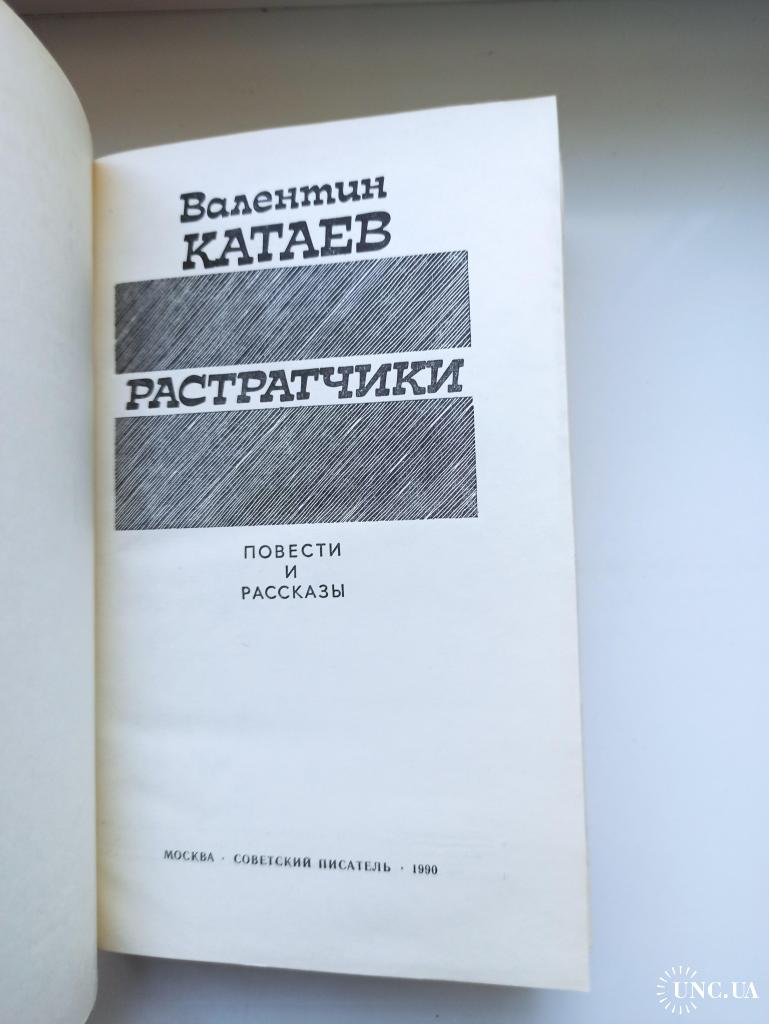 Валентин
КАТАЕВ
РАСТРАТЧИКИ
ПОВЕСТИ
И
РАССКАЗЫ
МОСКВА · СОВЕТСКИЙ ПИСАТЕЛЬ · 1990
UNC.UA